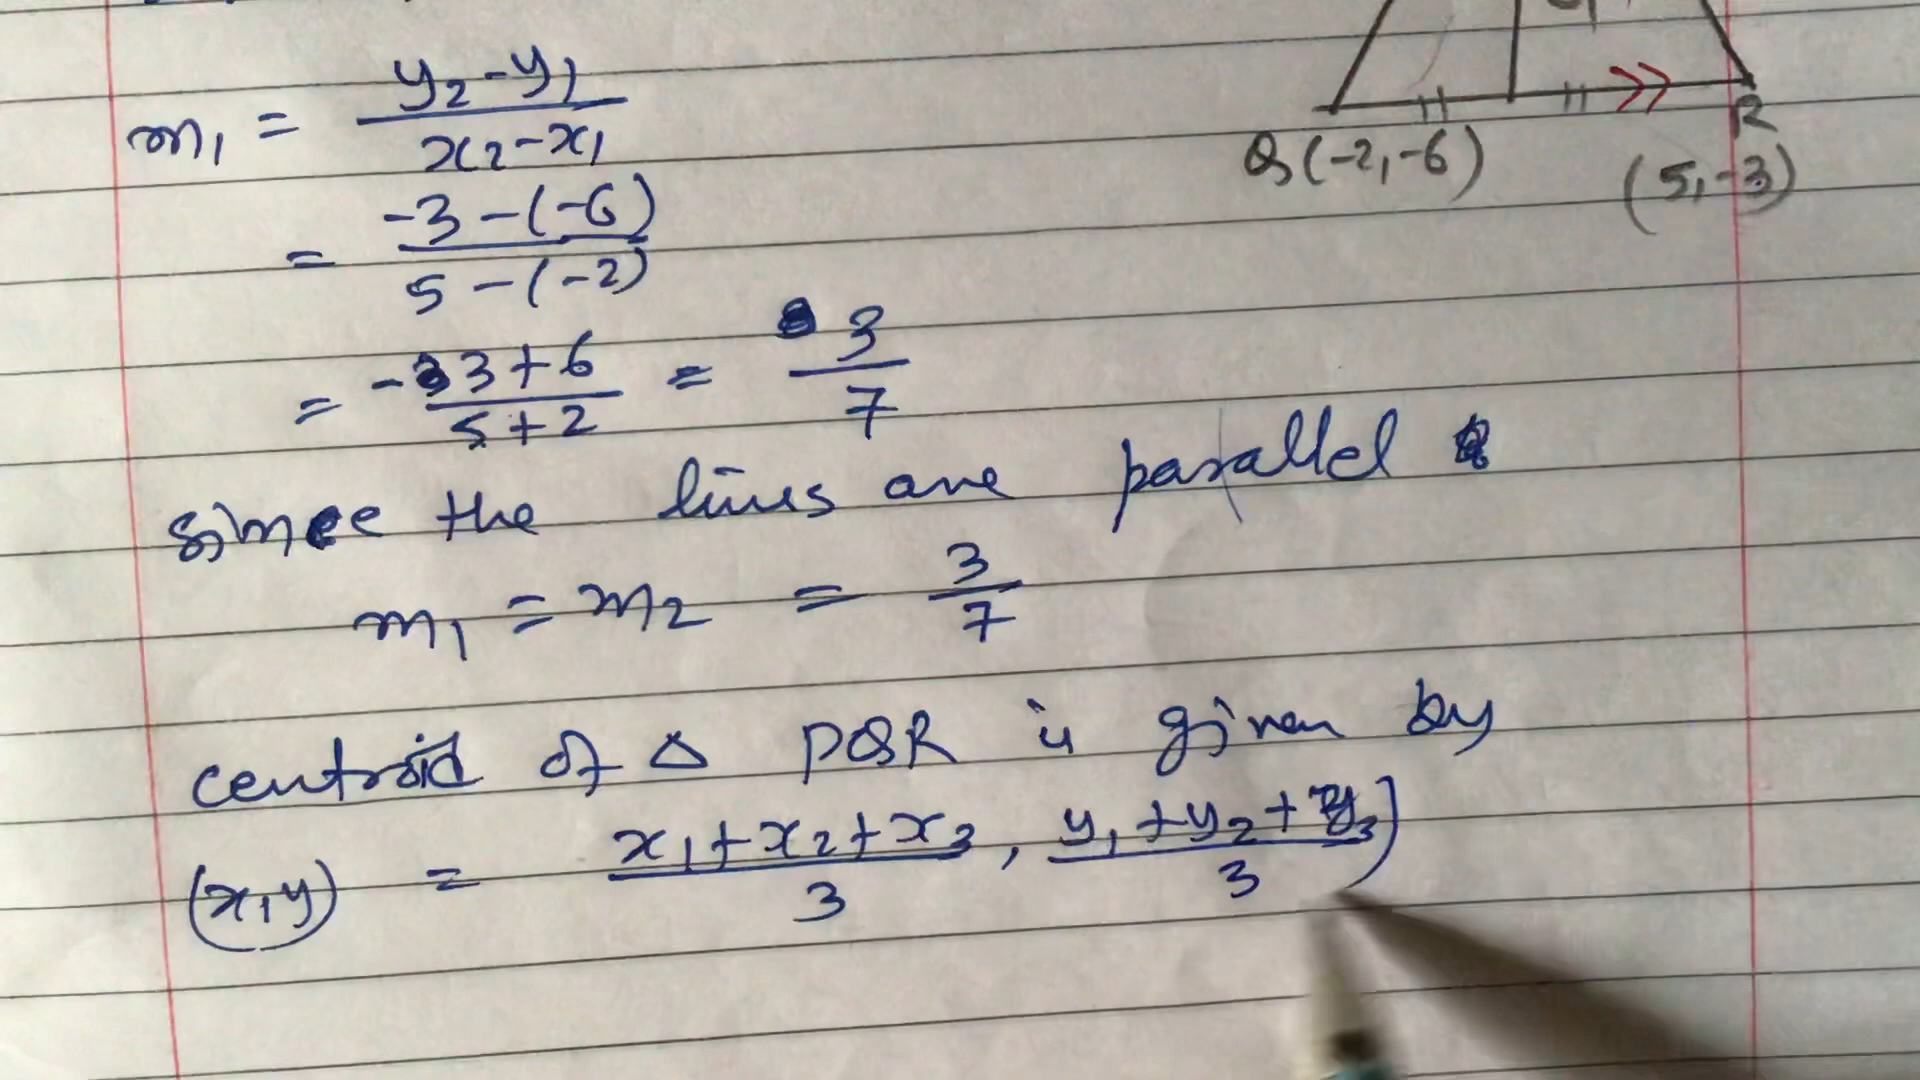 m₁ = y₂-y₁ / x₂-x₁
= -3-(-6) / 5-(-2)
= -3+6 / 5+2 = 3 / 7
Q(-2,-6)
R
(5,-3)
since the lines are parallel
m₁ = m₂ = 3 / 7
centroid of Δ PQR is given by
(x,y) = x₁+x₂+x₃ / 3 , y₁+y₂+y₃ / 3)